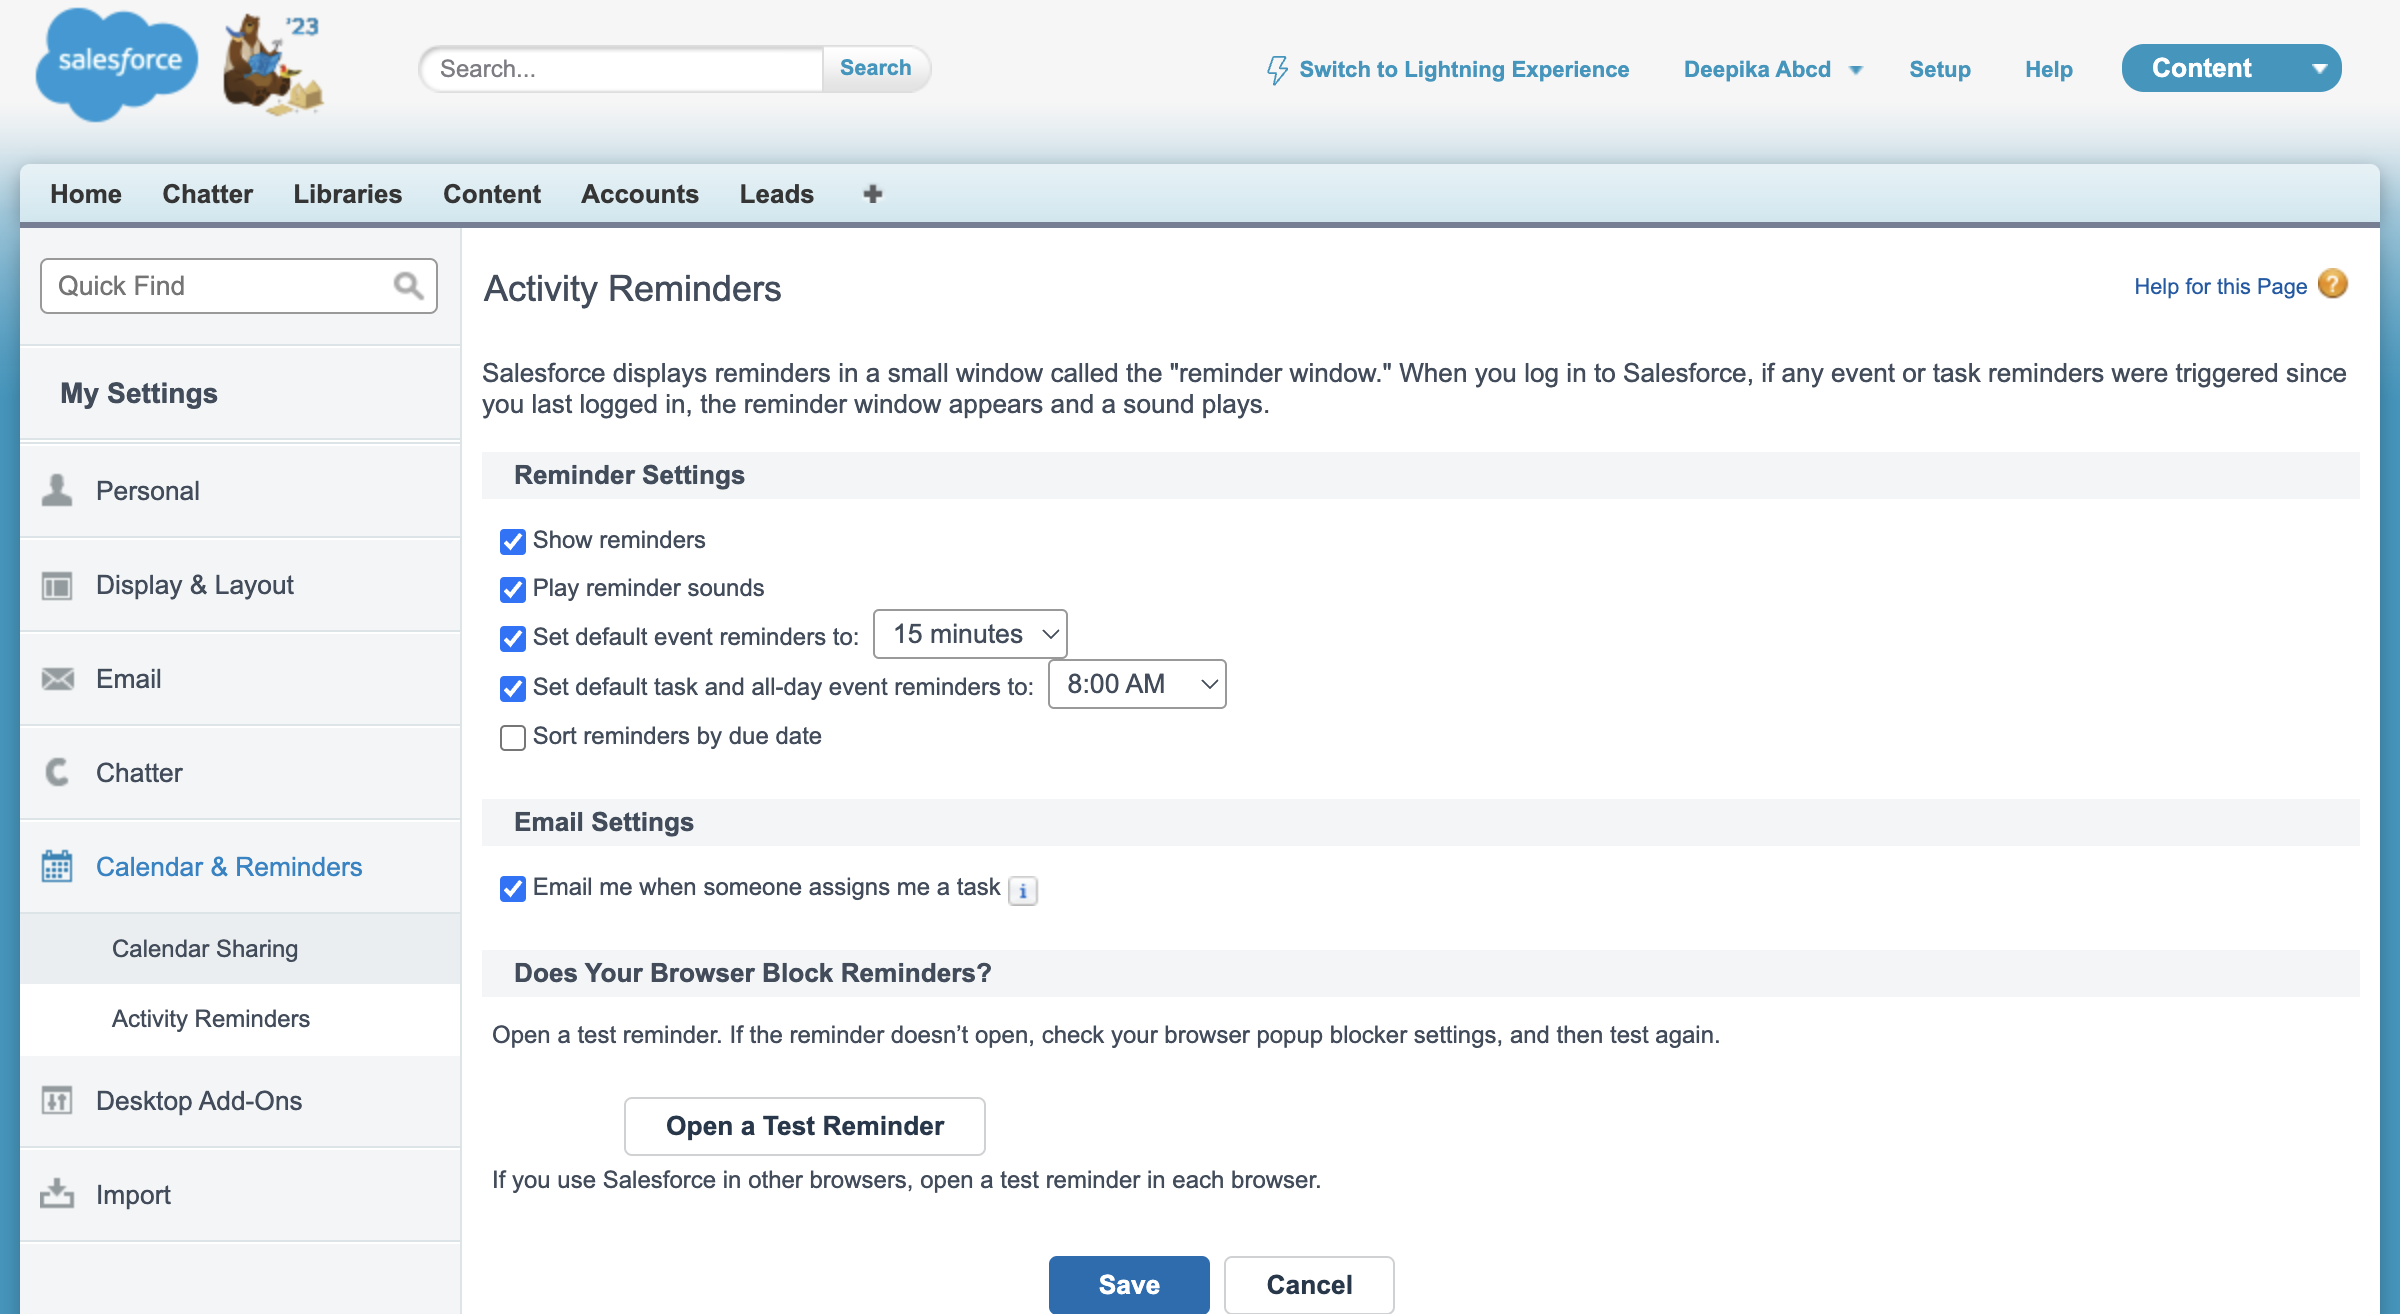 salesforce
'23
Search...
Search
Switch to Lightning Experience
Deepika Abcd
Setup
Help
Content
Home
Chatter
Libraries
Content
Accounts
Leads
Quick Find
My Settings
Personal
Display & Layout
Email
Chatter
Calendar & Reminders
Calendar Sharing
Activity Reminders
Desktop Add-Ons
Import
Activity Reminders
Help for this Page ?
Salesforce displays reminders in a small window called the "reminder window." When you log in to Salesforce, if any event or task reminders were triggered since
you last logged in, the reminder window appears and a sound plays.
Reminder Settings
Show reminders
Play reminder sounds
Set default event reminders to: 15 minutes
Set default task and all-day event reminders to: 8:00 AM
Sort reminders by due date
Email Settings
Email me when someone assigns me a task i
Does Your Browser Block Reminders?
Open a test reminder. If the reminder doesn’t open, check your browser popup blocker settings, and then test again.
Open a Test Reminder
If you use Salesforce in other browsers, open a test reminder in each browser.
Save
Cancel